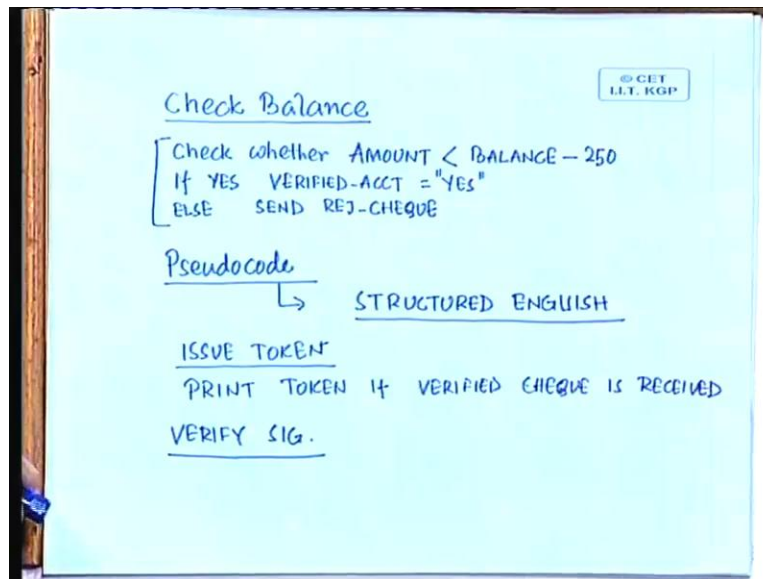 © CET
I.I.T. KGP
Check Balance
Check whether AMOUNT < BALANCE - 250
If YES VERIFIED-ACCT = "YES"
ELSE SEND REJ-CHEQUE
Pseudocode
↳ STRUCTURED ENGLISH
ISSUE TOKEN
PRINT TOKEN If VERIFIED CHEQUE IS RECEIVED
VERIFY SIG.